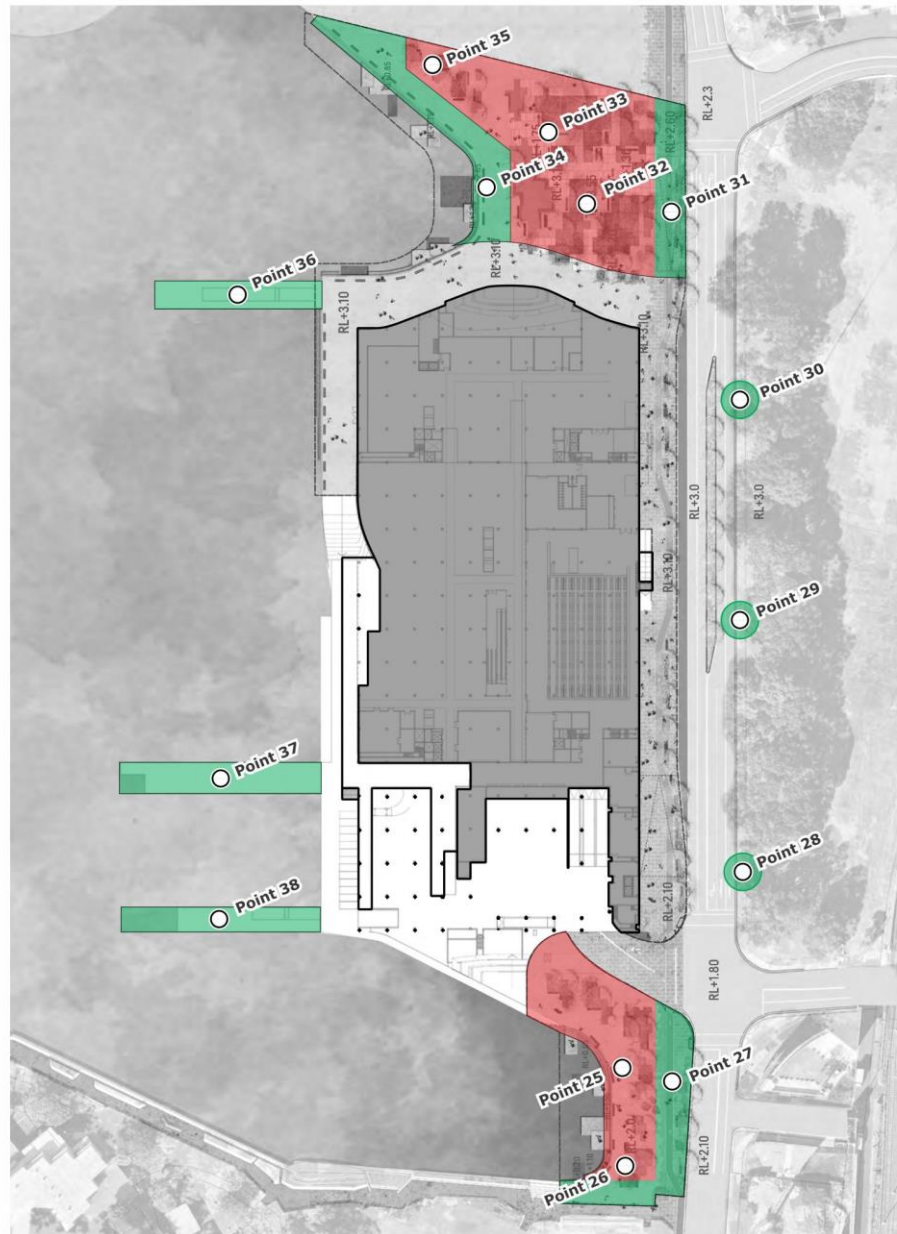 Point 35
RL+2.3
Point 33
RL+2.60
Point 34
Point 32
Point 31
RL+3.10
Point 36
RL+3.10
RL+3.10
Point 30
RL+3.0
RL+3.0
RL+3.10
Point 29
Point 37
Point 28
Point 38
RL+2.10
RL+1.80
Point 25
Point 27
RL+2.10
Point 26